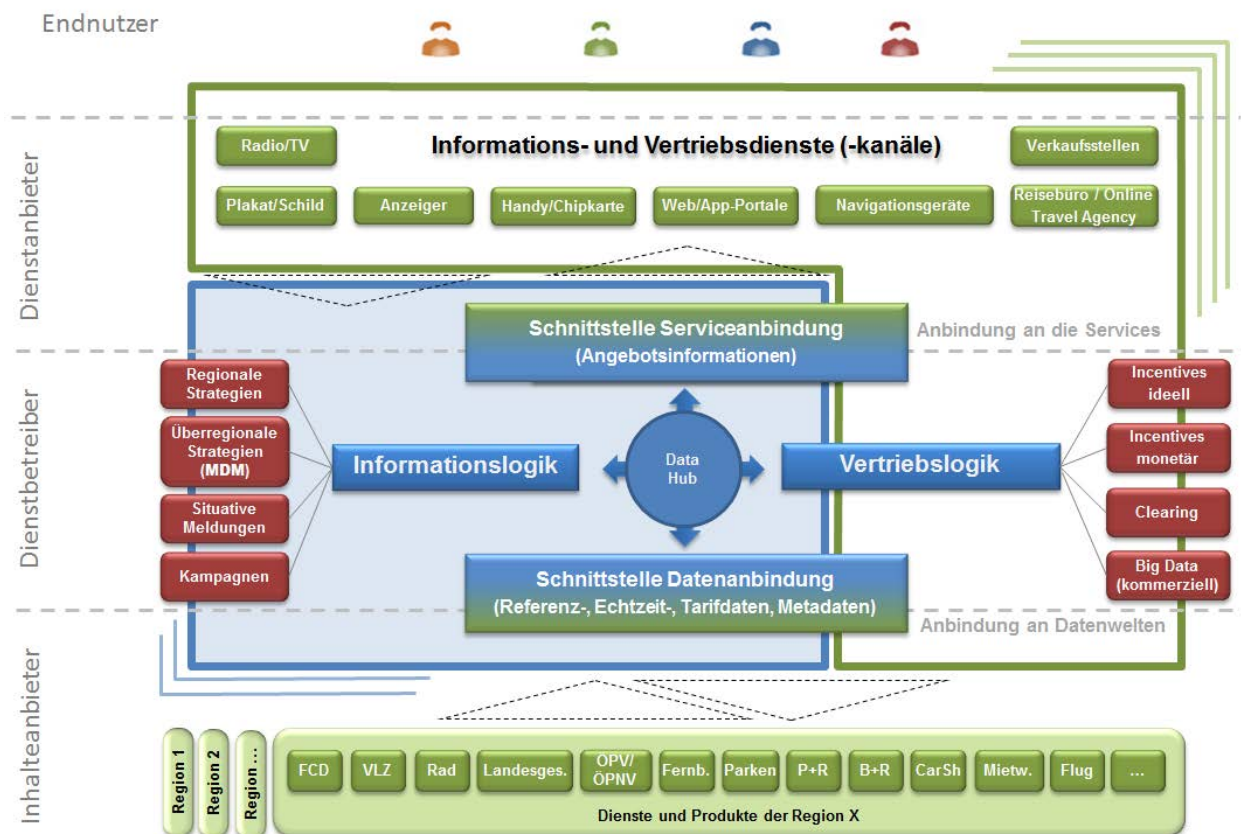 Endnutzer
Dienstanbieter
Informations- und Vertriebsdienste (-kanäle)
Radio/TV
Verkaufsstellen
Plakat/Schild
Anzeiger
Handy/Chipkarte
Web/App-Portale
Navigationsgeräte
Reisebüro / Online
Travel Agency
Schnittstelle Serviceanbindung
(Angebotsinformationen)
Anbindung an die Services
Dienstbetreiber
Regionale
Strategien
Überregionale
Strategien
(MDM)
Situative
Meldungen
Kampagnen
Informationslogik
Data
Hub
Vertriebslogik
Incentives
ideell
Incentives
monetär
Clearing
Big Data
(kommerziell)
Schnittstelle Datenanbindung
(Referenz-, Echtzeit-, Tarifdaten, Metadaten)
Anbindung an Datenwelten
Inhalteanbieter
Region 1
Region 2
Region ...
FCD
VLZ
Rad
Landesges.
ÖPV/
ÖPNV
Fernb.
Parken
P+R
B+R
CarSh
Mietw.
Flug
...
Dienste und Produkte der Region X